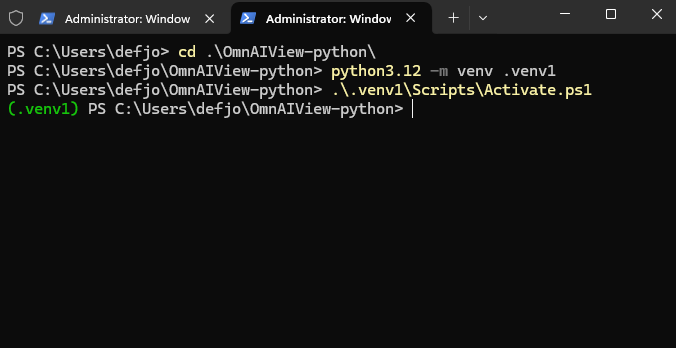 Administrator: Window
Administrator: Window
PS C:\Users\defjo> cd .\OmnAIView-python\
PS C:\Users\defjo\OmnAIView-python> python3.12 -m venv .venv1
PS C:\Users\defjo\OmnAIView-python> .\.venv1\Scripts\Activate.ps1
(.venv1) PS C:\Users\defjo\OmnAIView-python>